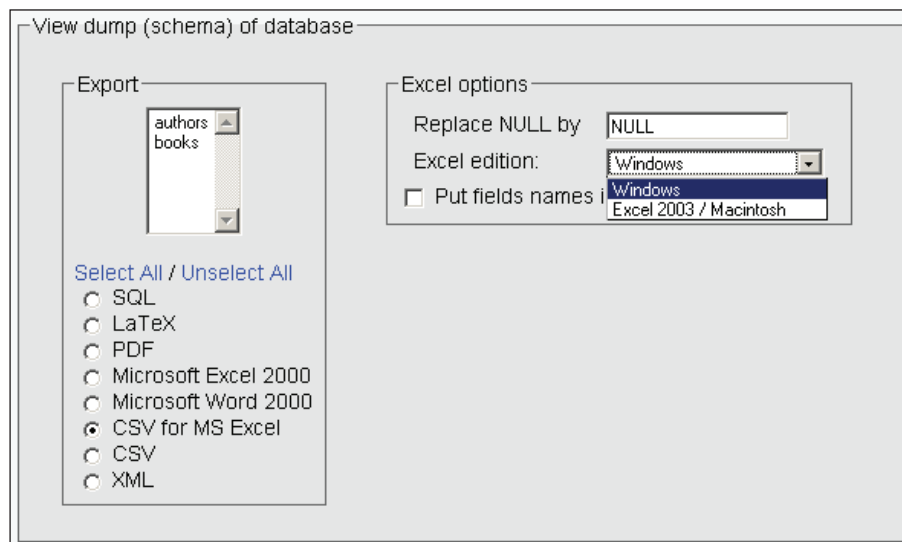 View dump (schema) of database
Export
authors
books
Select All / Unselect All
SQL
LaTeX
PDF
Microsoft Excel 2000
Microsoft Word 2000
CSV for MS Excel
CSV
XML
Excel options
Replace NULL by NULL
Excel edition: Windows
Windows
Excel 2003 / Macintosh
Put fields names i